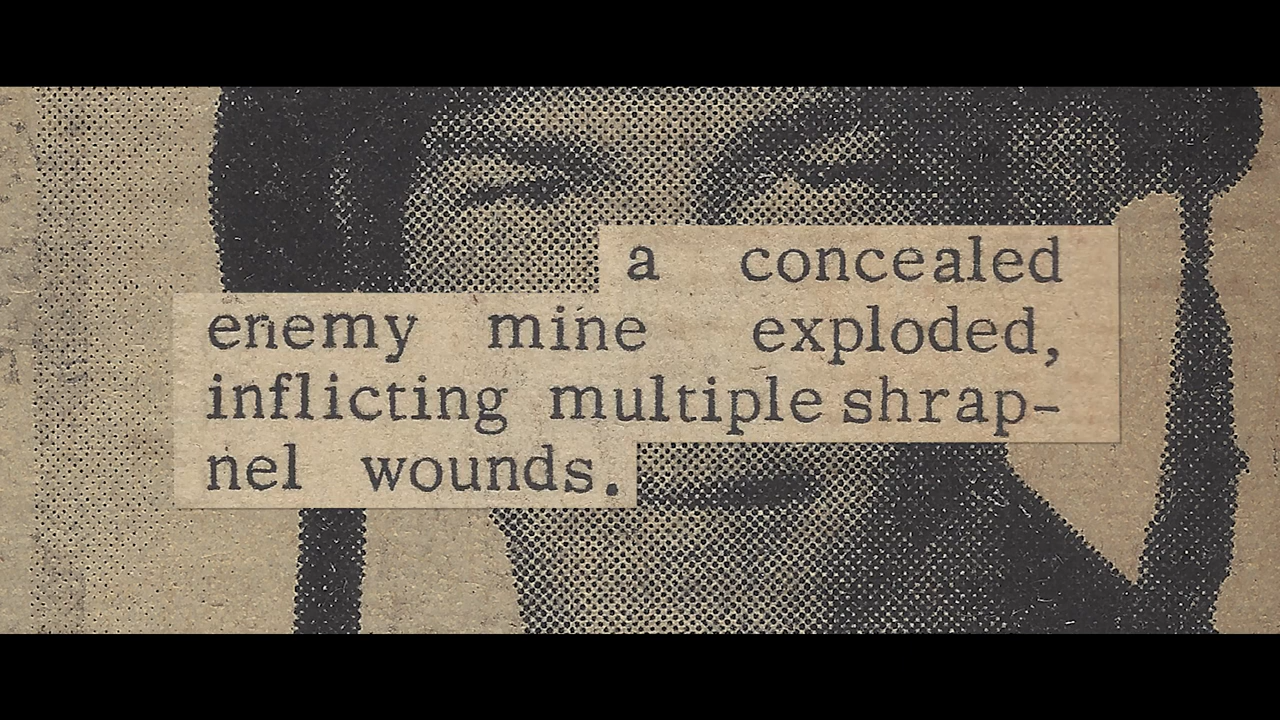 a concealed
enemy mine exploded,
inflicting multiple shrap-
nel wounds.